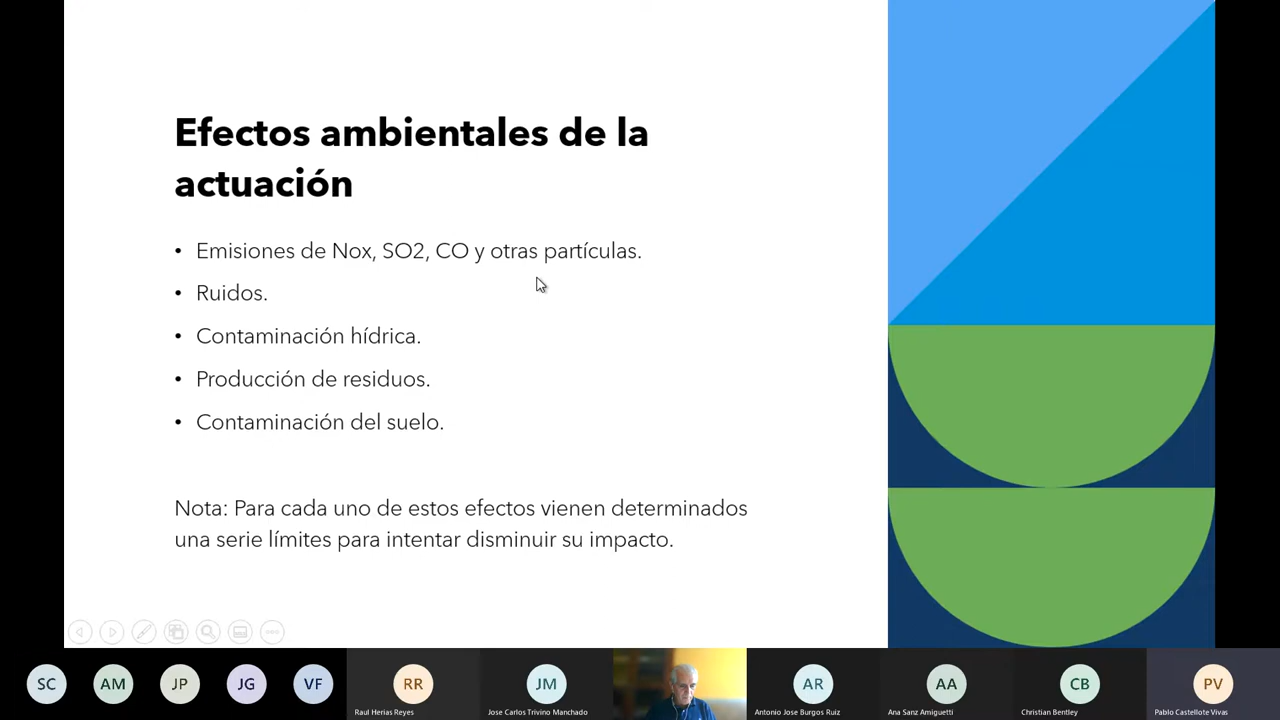 Efectos ambientales de la
actuación
• Emisiones de Nox, SO2, CO y otras partículas.
• Ruidos.
• Contaminación hídrica.
• Producción de residuos.
• Contaminación del suelo.
Nota: Para cada uno de estos efectos vienen determinados
una serie límites para intentar disminuir su impacto.
SC AM JP JG VF RR JM AR AA CB PV
Raul Herias Reyes Jose Carlos Trivino Manchado Antonio Jose Burgos Ruiz Ana Sanz Amiguetti Christian Bentley Pablo Castellote Vivas